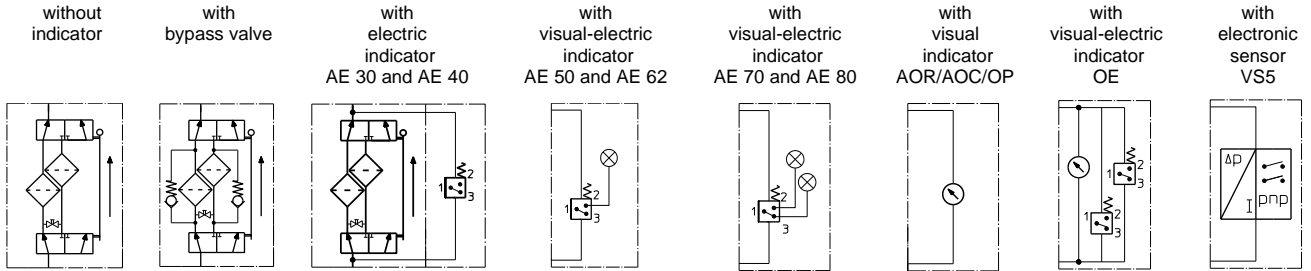 without
indicator
with
bypass valve
with
electric
indicator
AE 30 and AE 40
with
visual-electric
indicator
AE 50 and AE 62
with
visual-electric
indicator
AE 70 and AE 80
with
visual
indicator
AOR/AOC/OP
with
visual-electric
indicator
OE
with
electronic
sensor
VS5
1
2
3
1
2
3
1
2
3
1
2
3
1
2
3
Δp
I
pnp